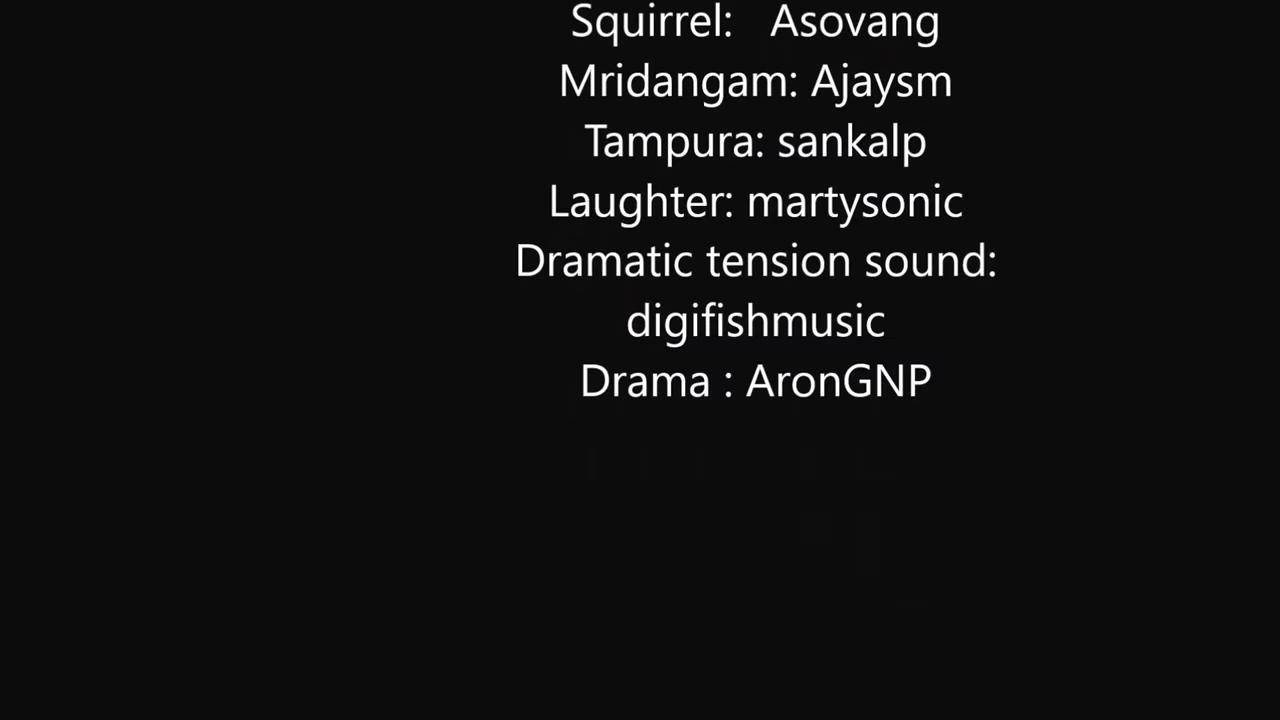 Squirrel: Asovang
Mridangam: Ajaysm
Tampura: sankalp
Laughter: martysonic
Dramatic tension sound:
digifishmusic
Drama : AronGNP